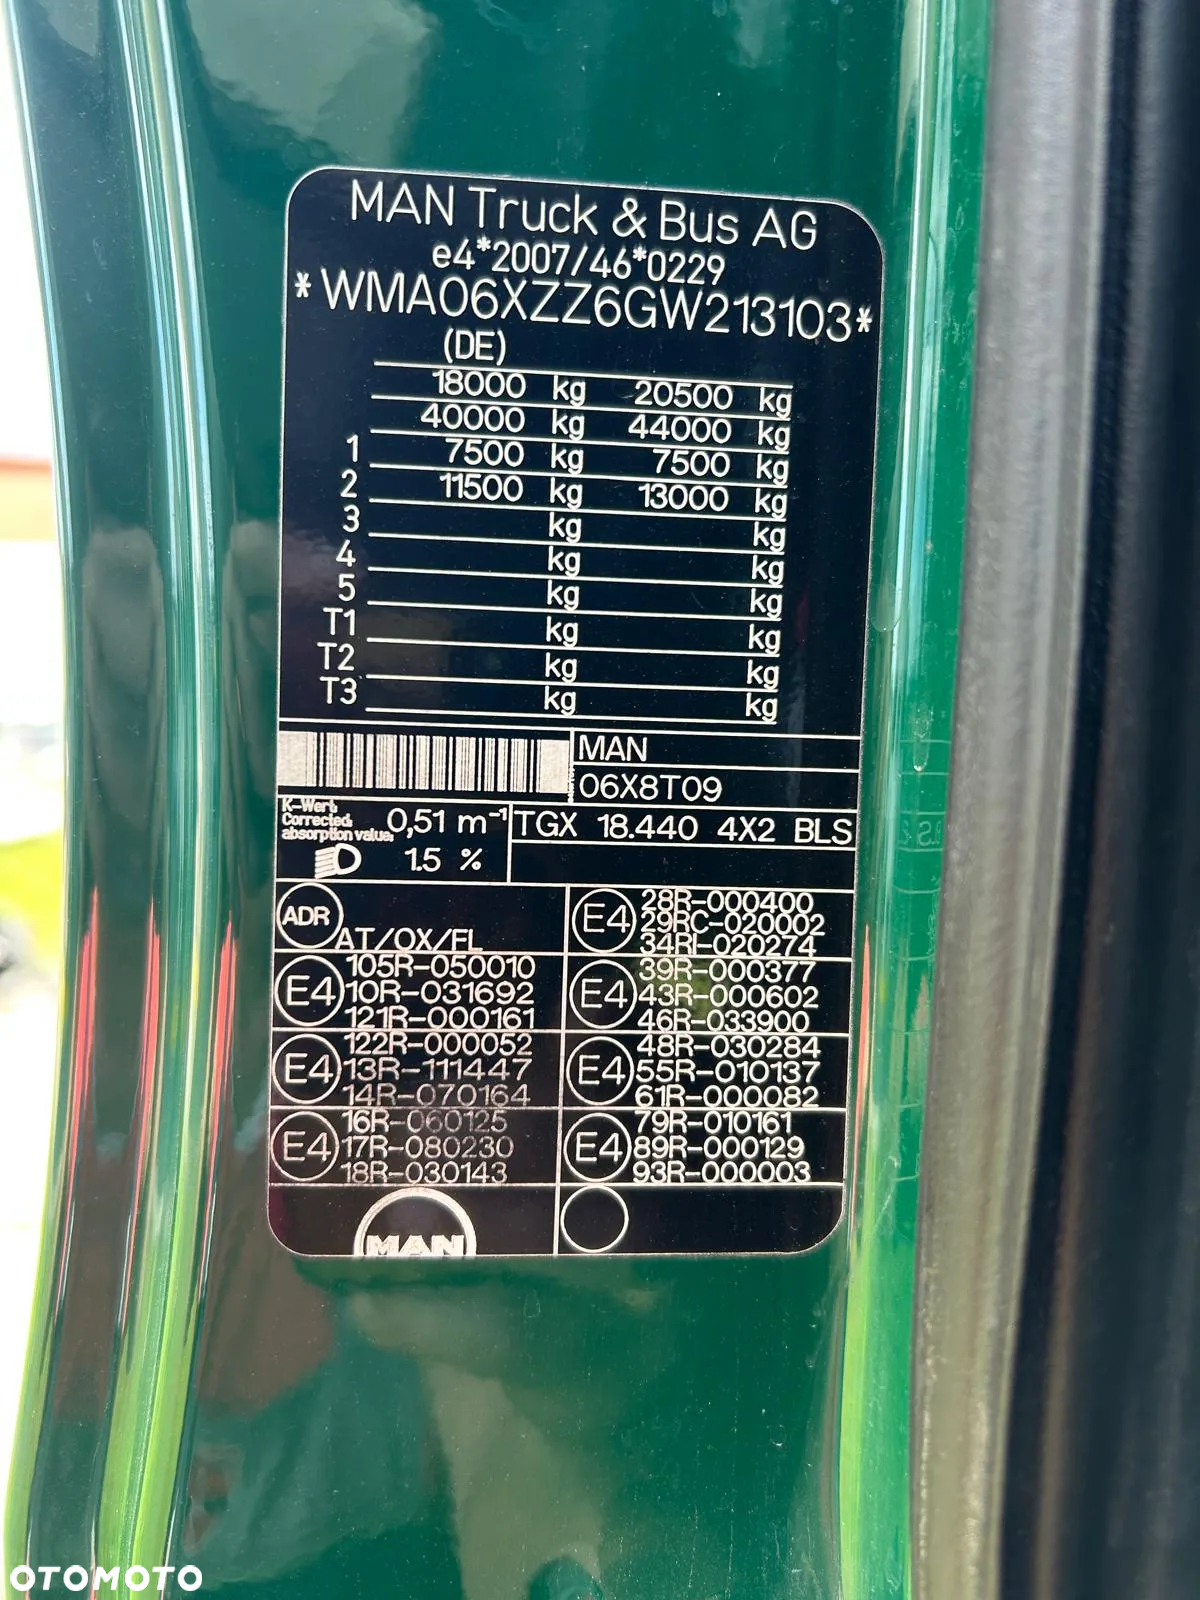 MAN Truck & Bus AG
e4*2007/46*0229
*WMA06XZZ6GW213103*
(DE)
18000 kg 20500 kg
40000 kg 44000 kg
1 7500 kg 7500 kg
2 11500 kg 13000 kg
3 kg kg
4 kg kg
5 kg kg
T1 kg kg
T2 kg kg
T3 kg kg
MAN
06X8T09
K-Wert
Corrected
absorption value
0,51 m⁻¹
1.5 %
TGX 18.440 4X2 BLS
ADR
AT/OX/FL
E4
105R-050010
10R-031692
121R-000161
E4
122R-000052
13R-111447
14R-070164
E4
16R-060125
17R-080230
18R-030143
E4
28R-000400
29RC-020002
34RI-020274
E4
39R-000377
43R-000602
46R-033900
E4
48R-030284
55R-010137
61R-000082
E4
79R-010161
89R-000129
93R-000003
MAN
OTOMOTO